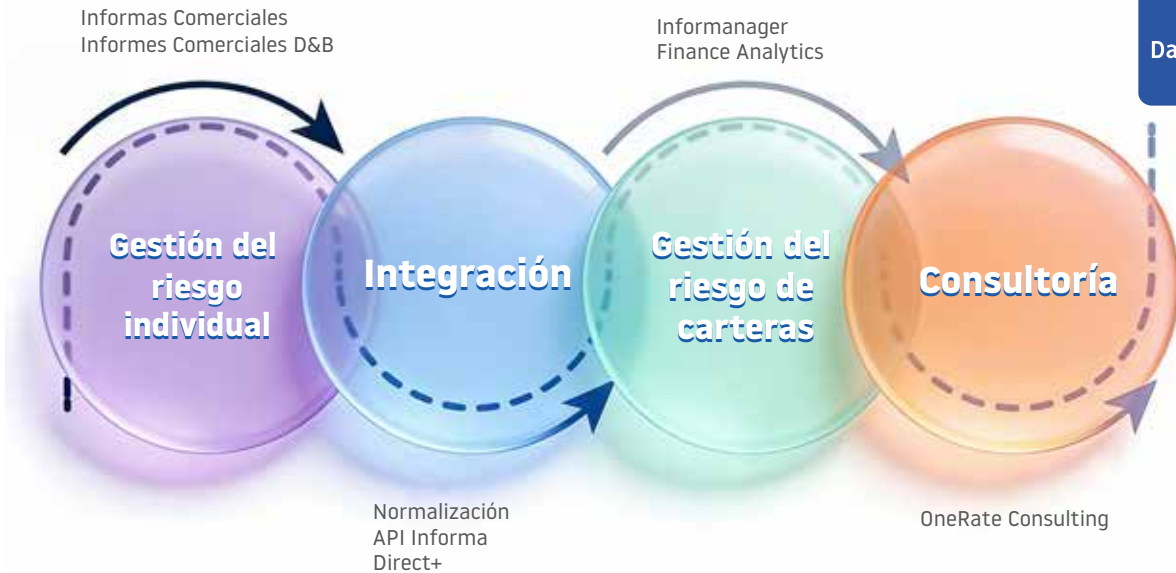 Informas Comerciales
Informes Comerciales D&B
Informanager
Finance Analytics
Da
Gestión del
riesgo
individual
Integración
Gestión del
riesgo de
carteras
Consultoría
Normalización
API Informa
Direct+
OneRate Consulting